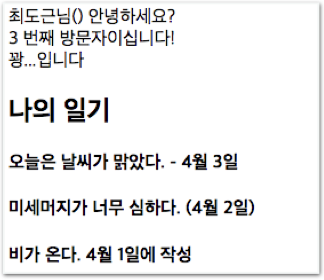 최도근님() 안녕하세요?
3 번째 방문자이십니다!
꽝...입니다
나의 일기
오늘은 날씨가 맑았다. - 4월 3일
미세머지가 너무 심하다. (4월 2일)
비가 온다. 4월 1일에 작성